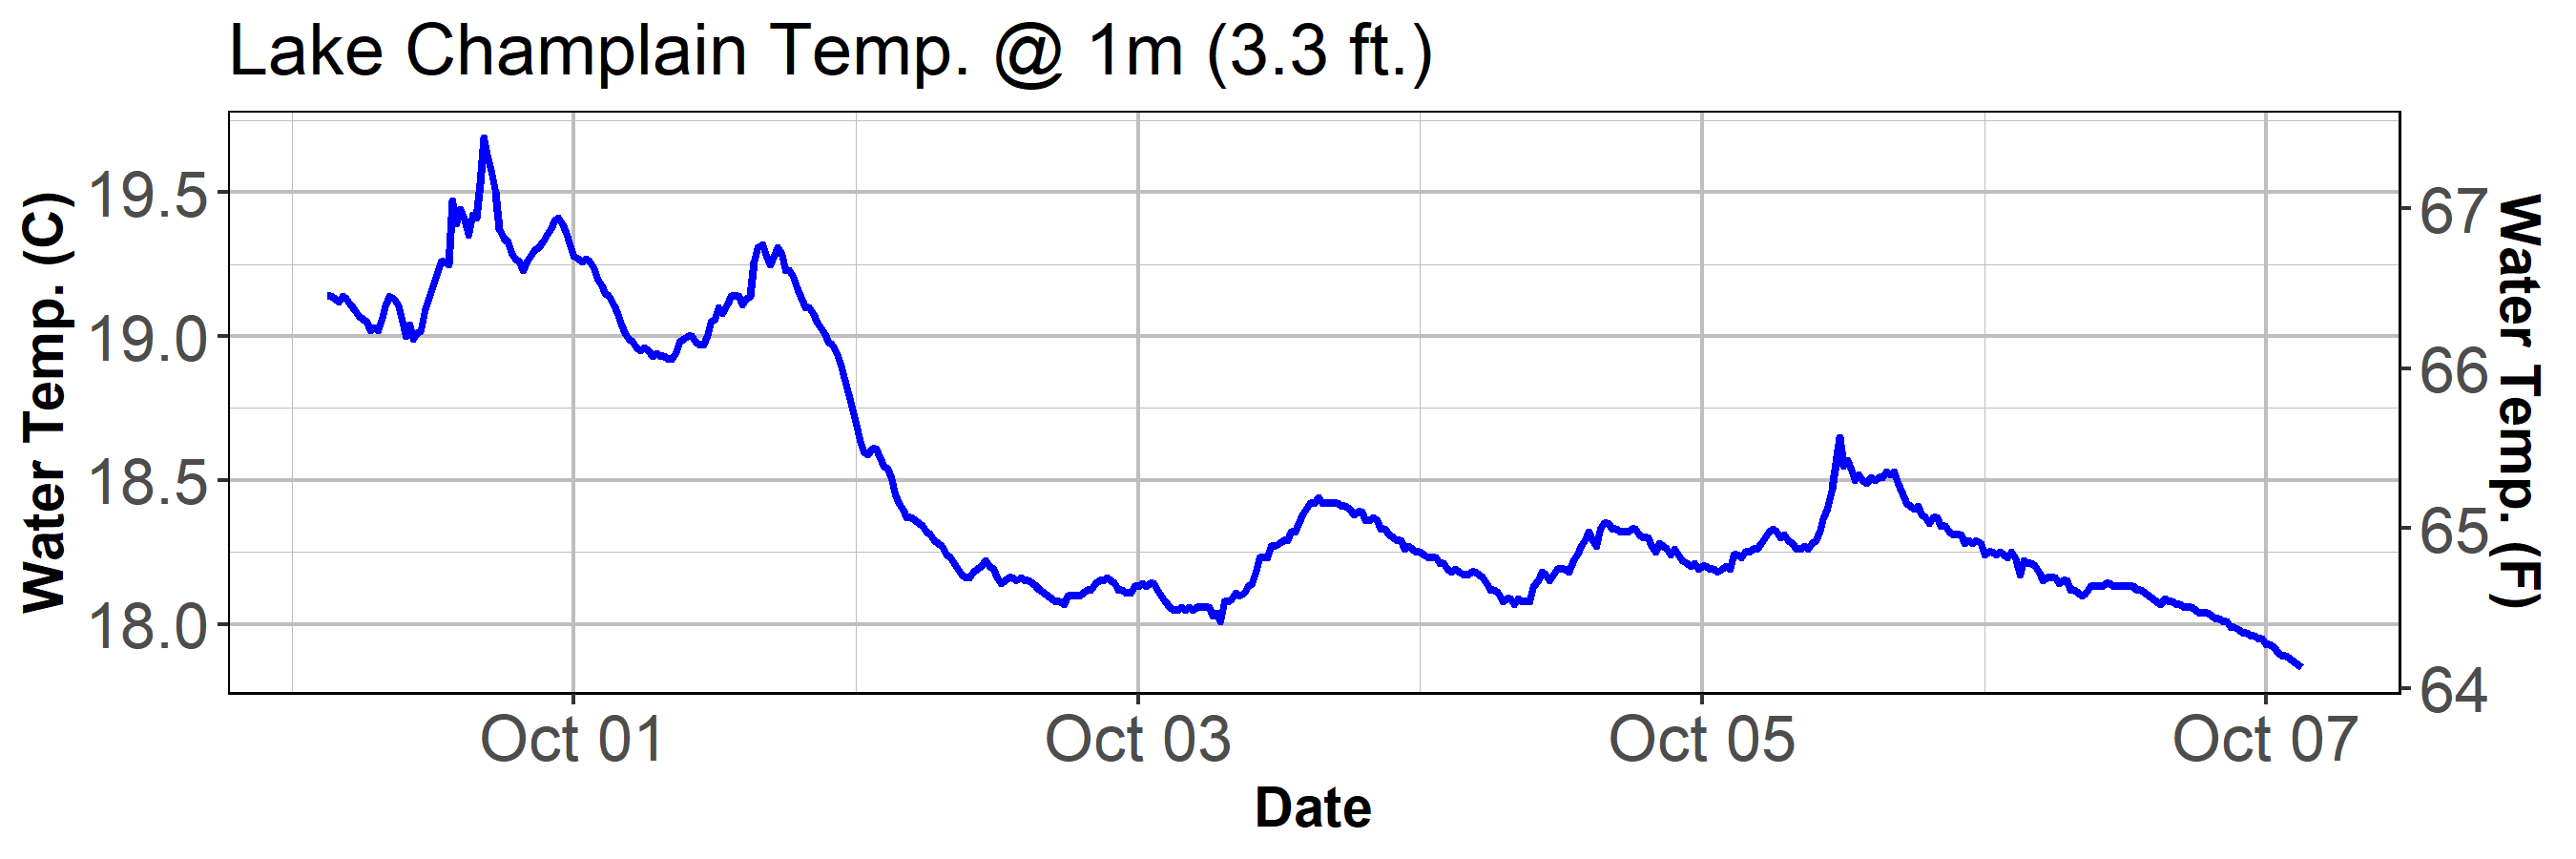 Lake Champlain Temp. @ 1m (3.3 ft.)
Water Temp. (C)
19.5
19.0
18.5
18.0
67
66
65
64
Water Temp. (F)
Oct 01 Oct 03 Oct 05 Oct 07
Date